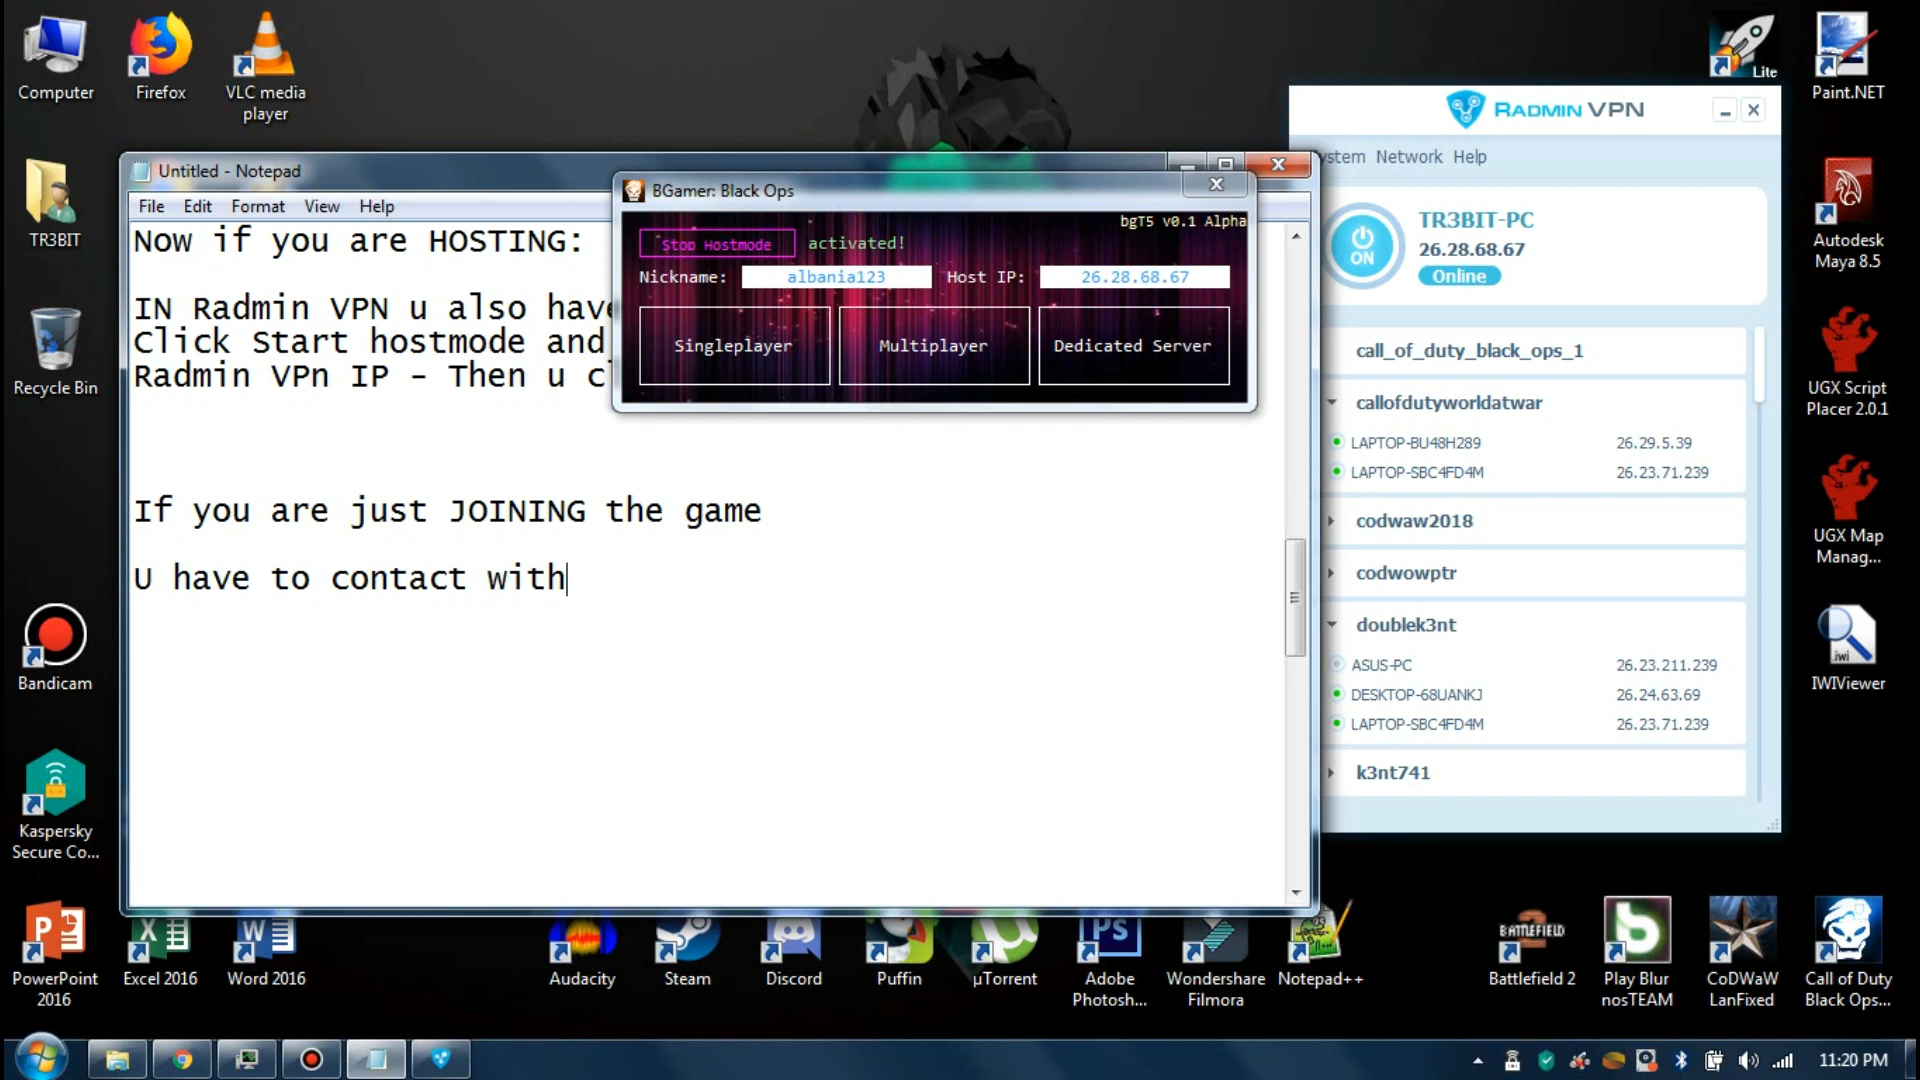 Computer
Firefox
VLC media
player
Lite
Paint.NET
RADMIN VPN
ystem Network Help
TR3BIT-PC
26.28.68.67
ON
Online
Untitled - Notepad
File Edit Format View Help
Now if you are HOSTING:
IN Radmin VPN u also have
Click Start hostmode and
Radmin VPn IP - Then u cl
If you are just JOINING the game
U have to contact with
BGamer: Black Ops
bgT5 v0.1 Alpha
Stop Hostmode activated!
Nickname: albania123 Host IP: 26.28.68.67
Singleplayer Multiplayer Dedicated Server
call_of_duty_black_ops_1
callofdutyworldatwar
LAPTOP-BU48H289 26.29.5.39
LAPTOP-SBC4FD4M 26.23.71.239
codwaw2018
codwowptr
doublek3nt
ASUS-PC 26.23.211.239
DESKTOP-68UANKJ 26.24.63.69
LAPTOP-SBC4FD4M 26.23.71.239
k3nt741
TR3BIT
Recycle Bin
Bandicam
Kaspersky
Secure Co...
Autodesk
Maya 8.5
UGX Script
Placer 2.0.1
UGX Map
Manag...
iwi
IWIViewer
PowerPoint
2016
Excel 2016
Word 2016
Audacity
Steam
Discord
Puffin
µTorrent
Ps
Adobe
Photosh...
Wondershare
Filmora
Notepad++
BATTLEFIELD
2
Battlefield 2
Play Blur
nosTEAM
CoDWaW
LanFixed
Call of Duty
Black Ops...
11:20 PM